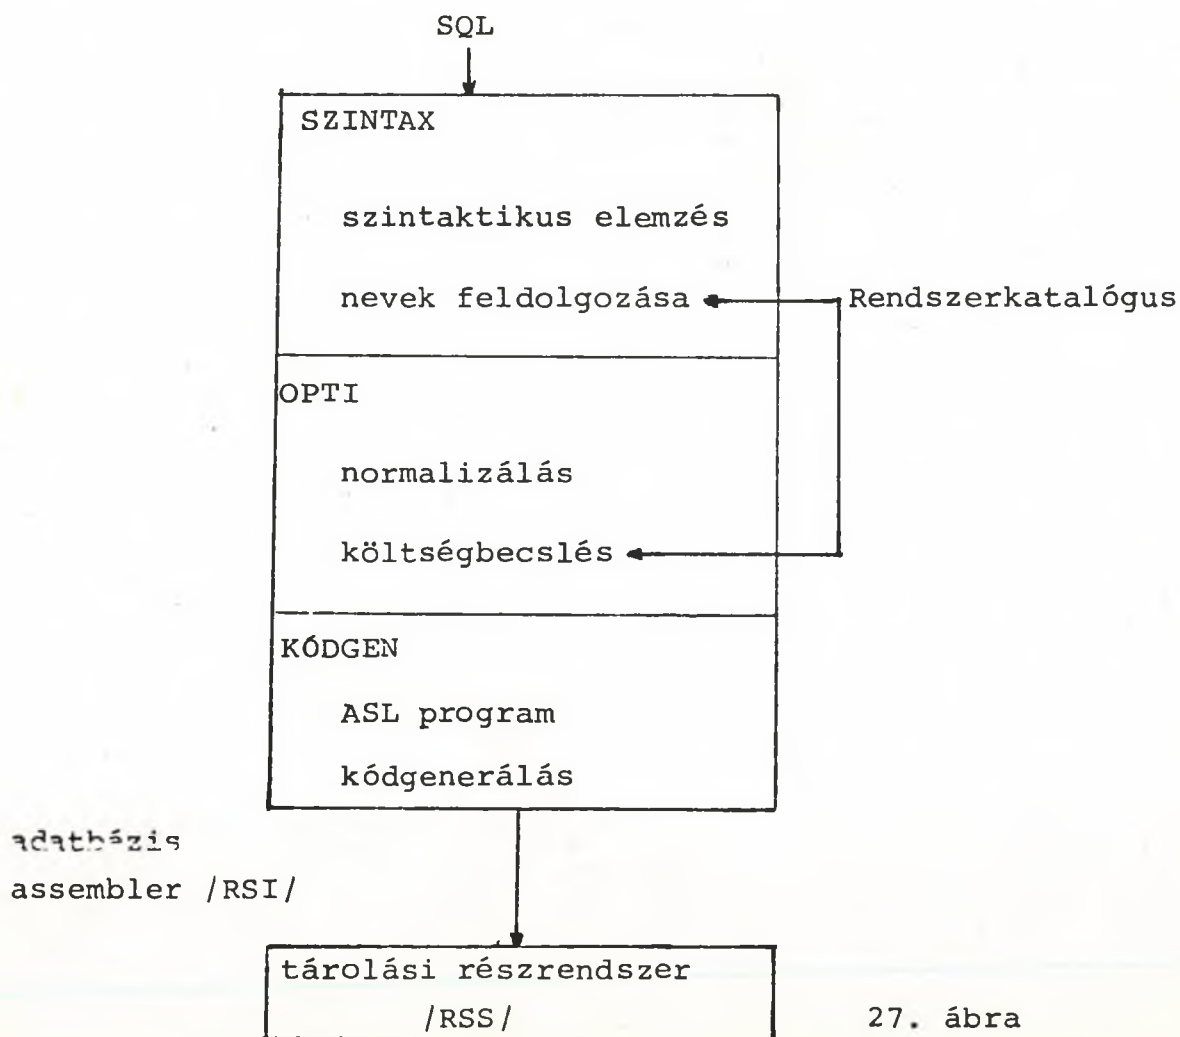 SQL
SZINTAX
szintaktikus elemzés
nevek feldolgozása
Rendszerkatalógus
OPTI
normalizálás
költségbecslés
KÓDGEN
ASL program
kódgenerálás
adatbázis
assembler /RSI/
tárolási részrendszer
/RSS/
27. ábra